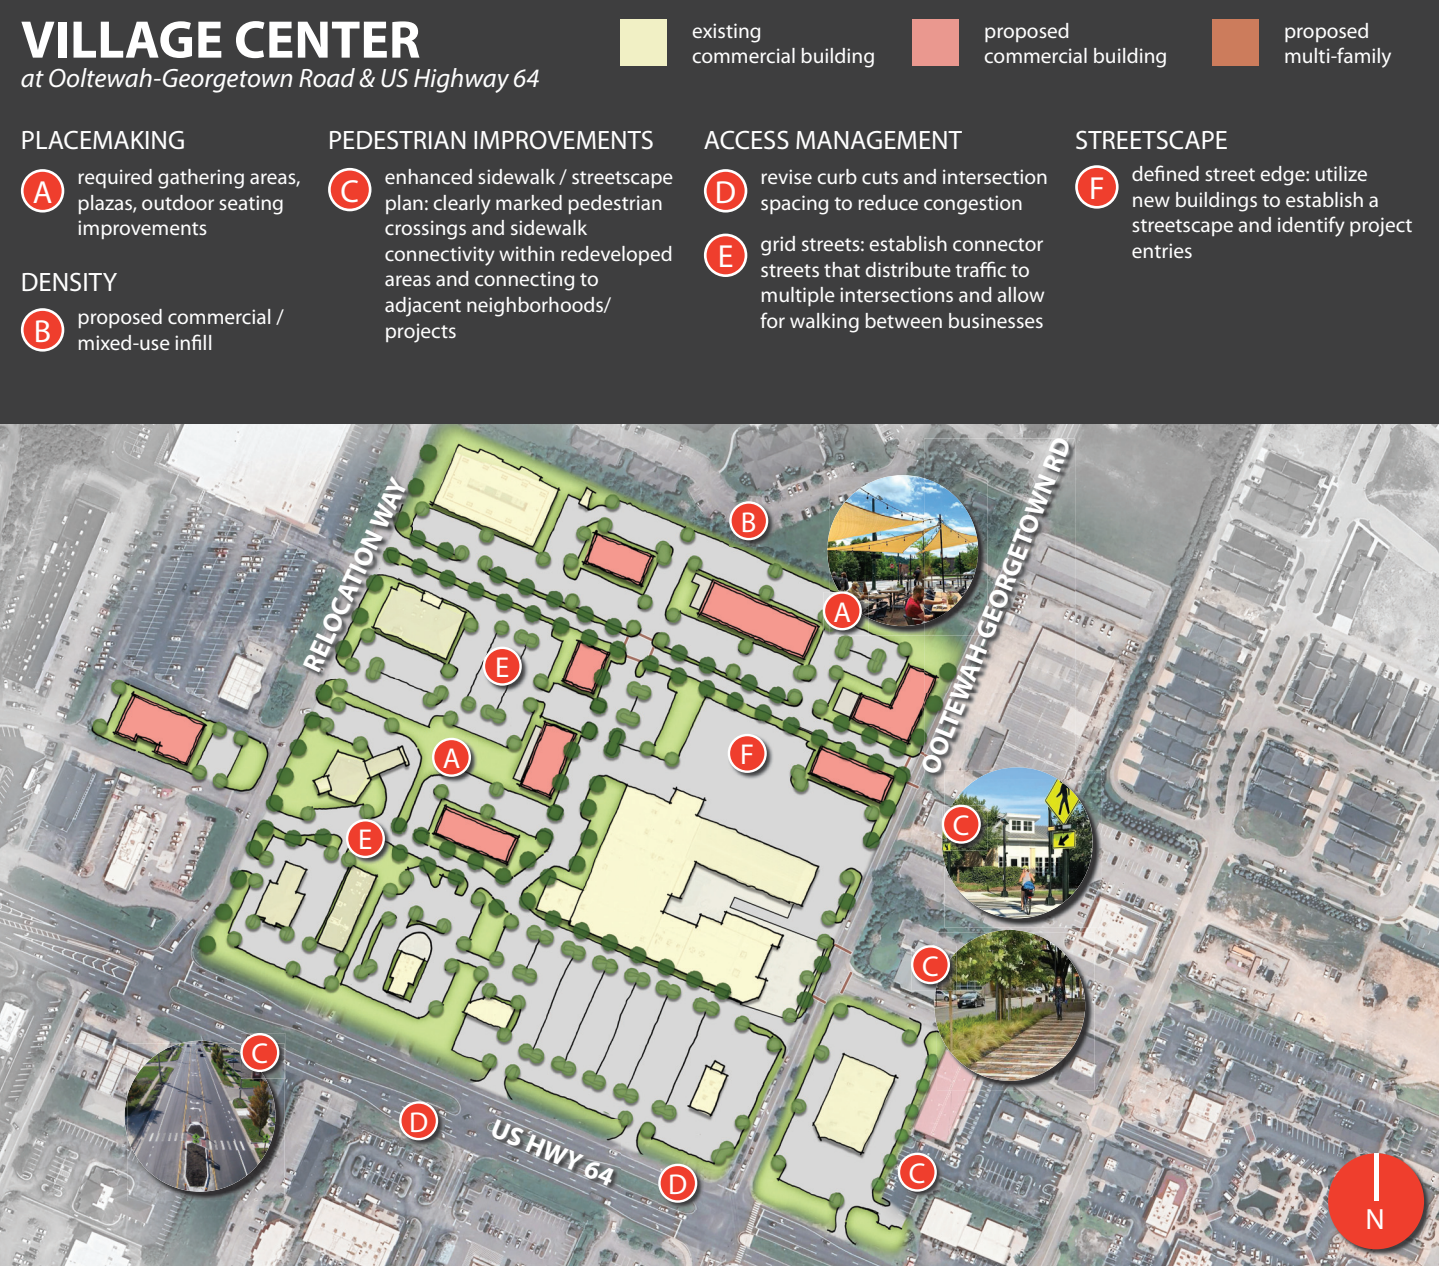 VILLAGE CENTER
at Ooltewah-Georgetown Road & US Highway 64
existing
commercial building
proposed
commercial building
proposed
multi-family
PLACEMAKING
A
required gathering areas,
plazas, outdoor seating
improvements
DENSITY
B
proposed commercial /
mixed-use infill
PEDESTRIAN IMPROVEMENTS
C
enhanced sidewalk / streetscape
plan: clearly marked pedestrian
crossings and sidewalk
connectivity within redeveloped
areas and connecting to
adjacent neighborhoods/
projects
ACCESS MANAGEMENT
D
revise curb cuts and intersection
spacing to reduce congestion
E
grid streets: establish connector
streets that distribute traffic to
multiple intersections and allow
for walking between businesses
STREETSCAPE
F
defined street edge: utilize
new buildings to establish a
streetscape and identify project
entries
RELOCATION WAY
OOLTEWAH-GEORGETOWN RD
B
A
E
A
F
C
E
C
C
D
US HWY 64
D
C
N